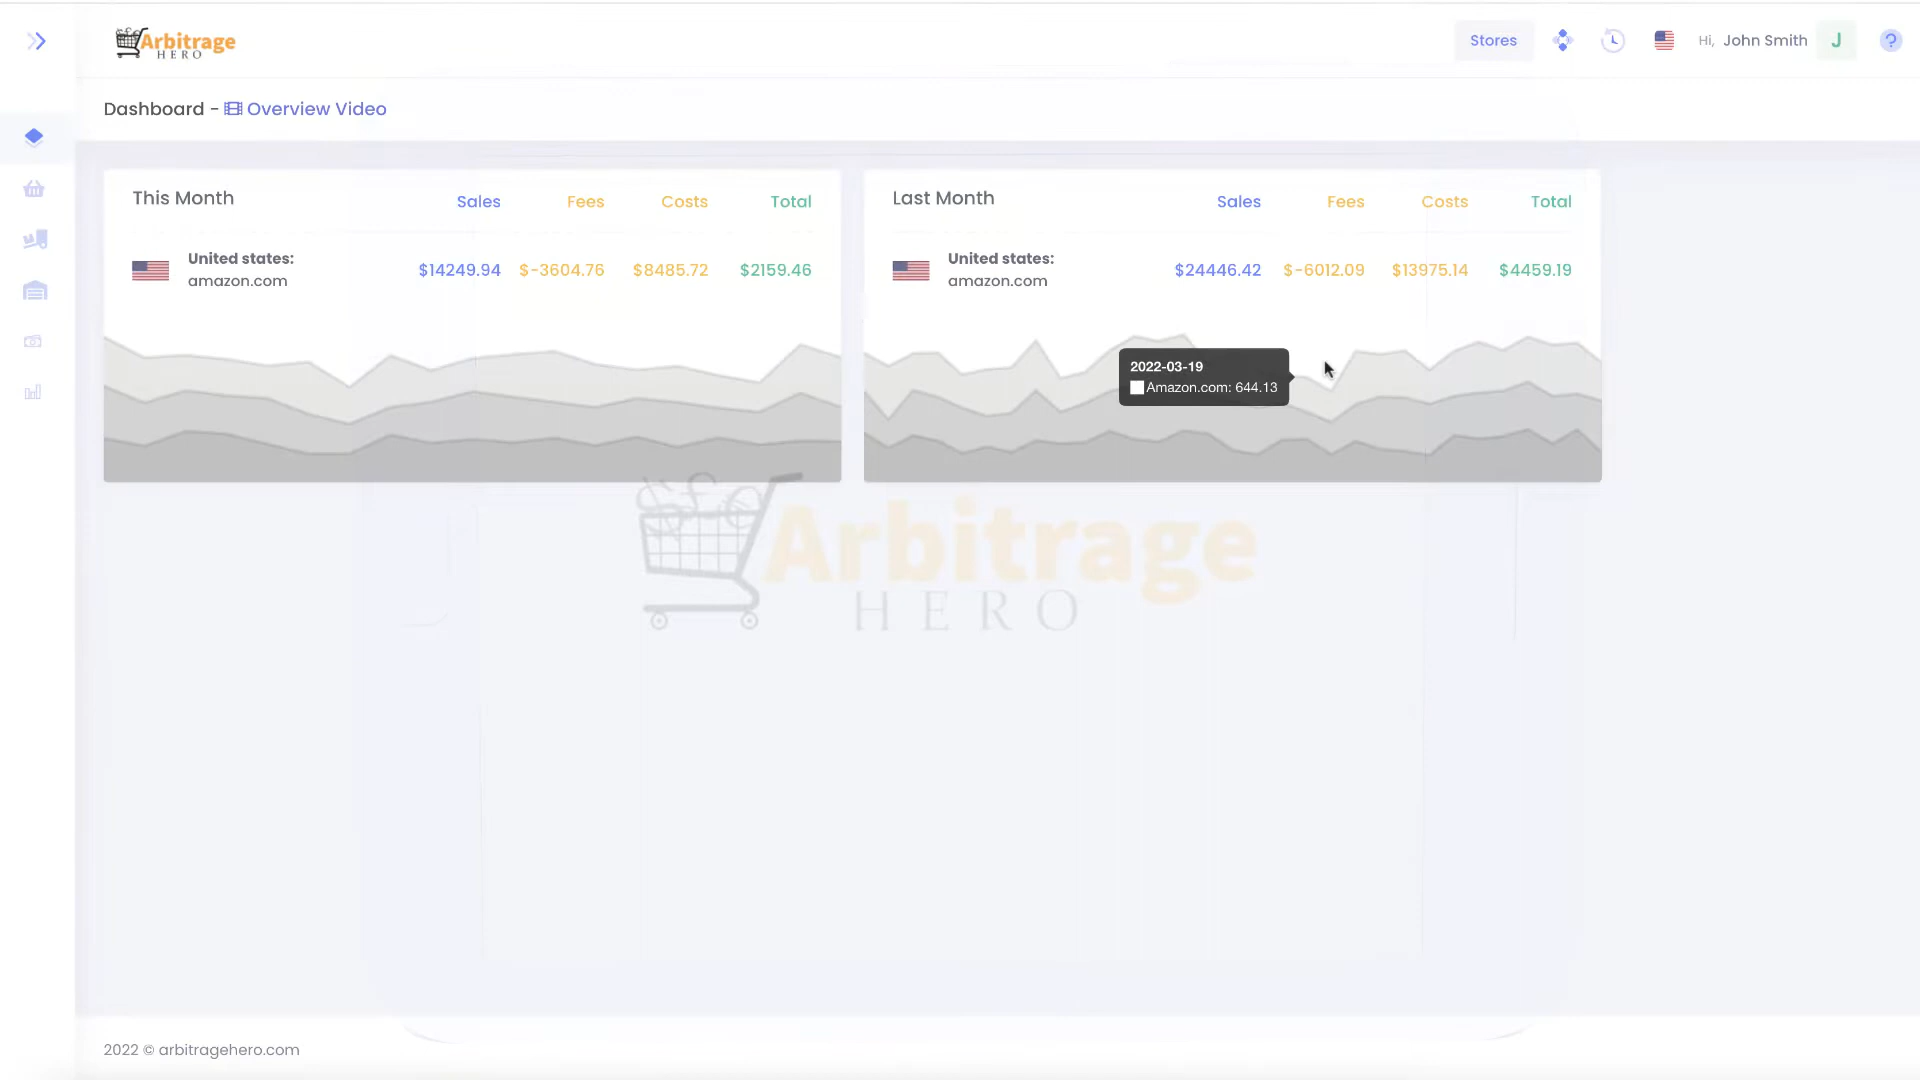 Arbitrage
HERO
Stores
Hi, John Smith
J
?
Dashboard - Overview Video
This Month Sales Fees Costs Total
United states: $14249.94 $-3604.76 $8485.72 $2159.46
amazon.com
Last Month Sales Fees Costs Total
United states: $24446.42 $-6012.09 $13975.14 $4459.19
amazon.com
2022-03-19
Amazon.com: 644.13
Arbitrage
HERO
2022 © arbitragehero.com